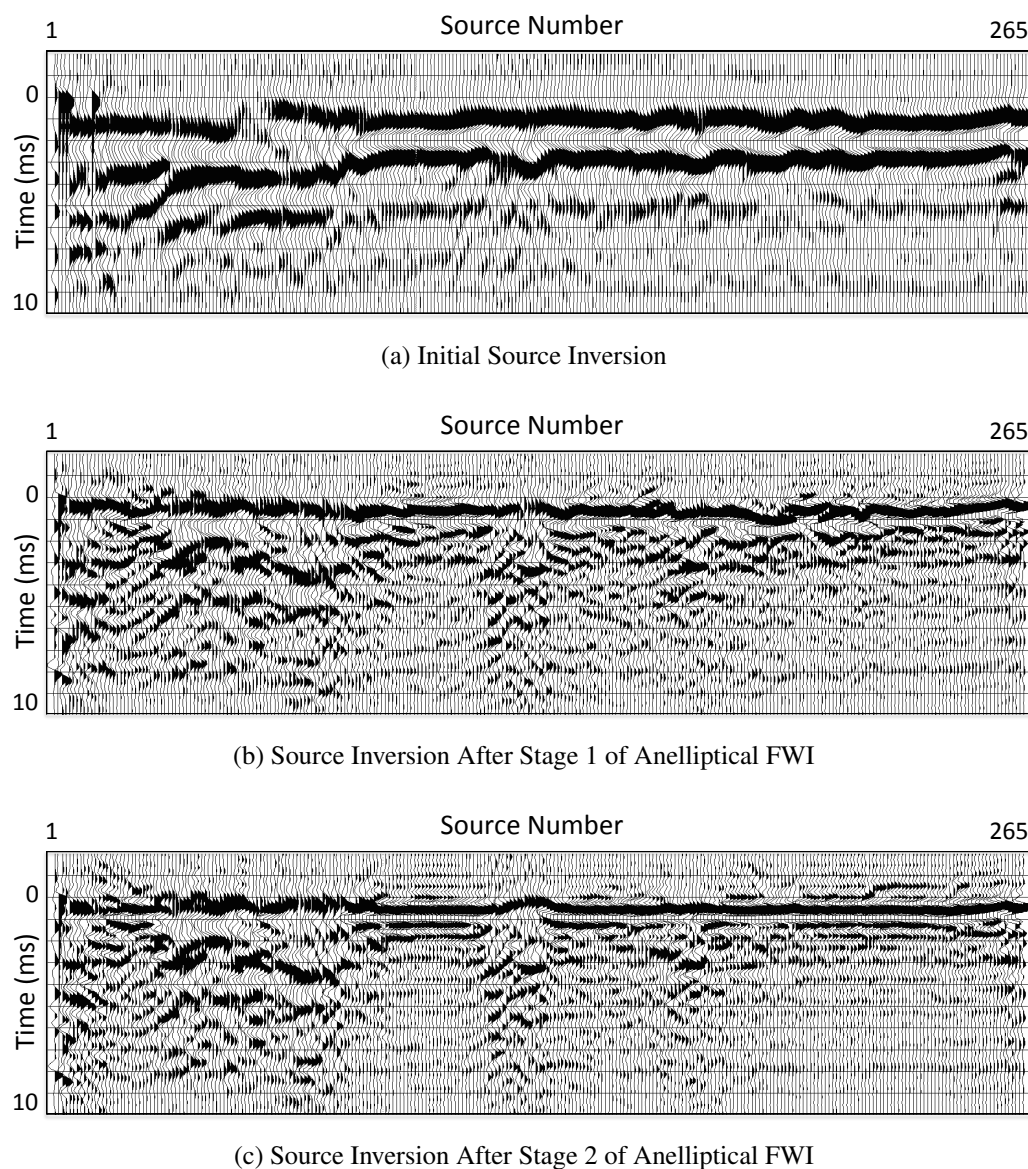 Source Number
1 265
0
Time (ms)
10
(a) Initial Source Inversion
Source Number
1 265
0
Time (ms)
10
(b) Source Inversion After Stage 1 of Anelliptical FWI
Source Number
1 265
0
Time (ms)
10
(c) Source Inversion After Stage 2 of Anelliptical FWI